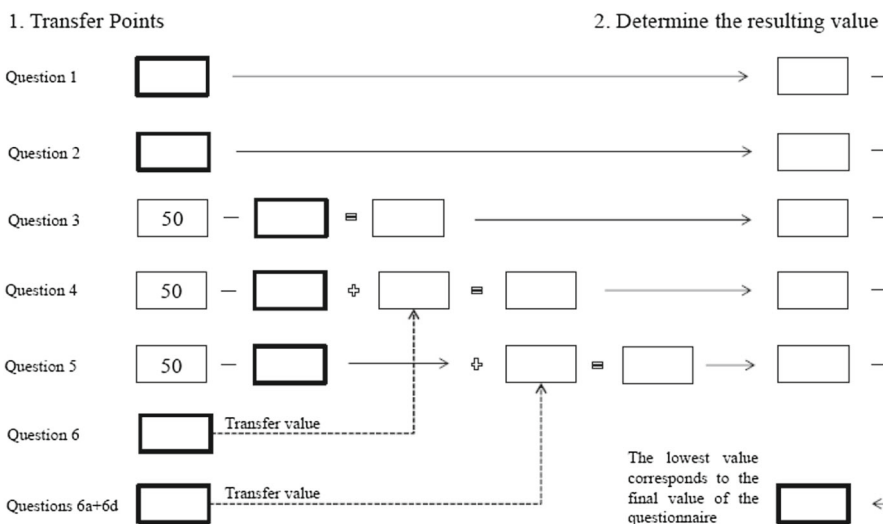 1. Transfer Points
2. Determine the resulting value
Question 1
Question 2
Question 3 50 − =
Question 4 50 − + =
Question 5 50 − + =
Question 6 Transfer value
Questions 6a+6d Transfer value
The lowest value
corresponds to the
final value of the
questionnaire